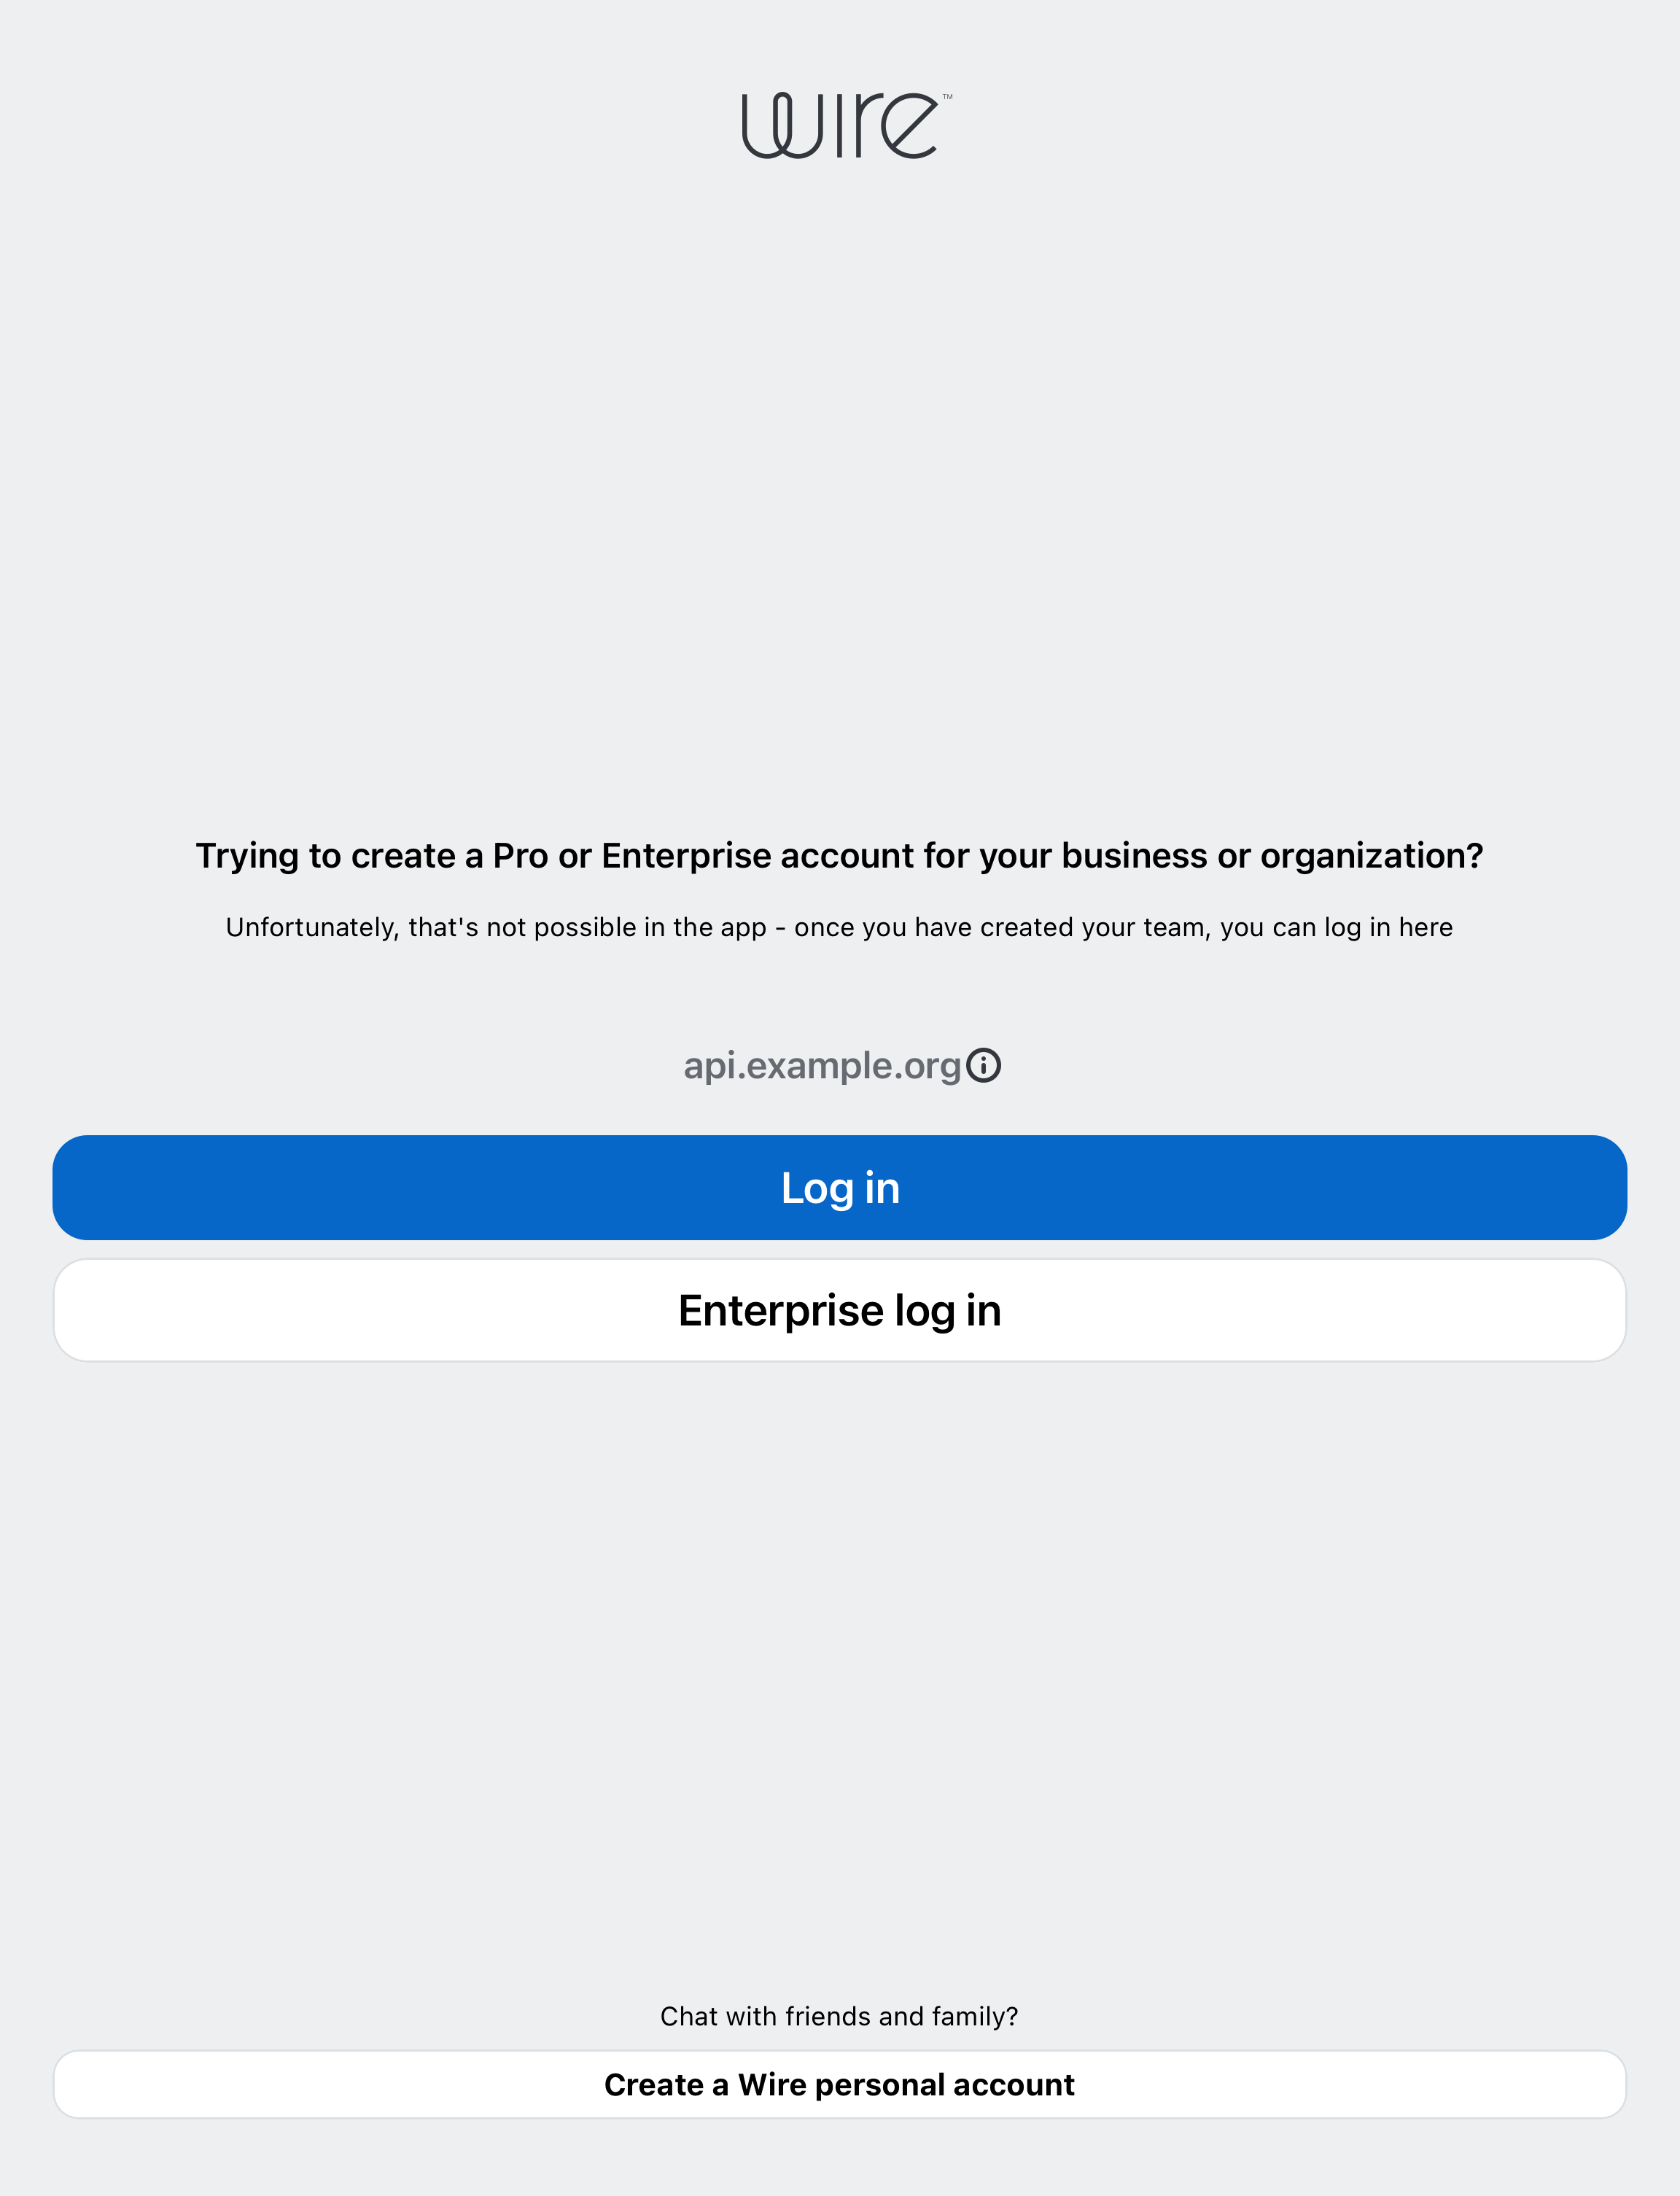 wire™
Trying to create a Pro or Enterprise account for your business or organization?
Unfortunately, that's not possible in the app - once you have created your team, you can log in here
api.example.org
Log in
Enterprise log in
Chat with friends and family?
Create a Wire personal account